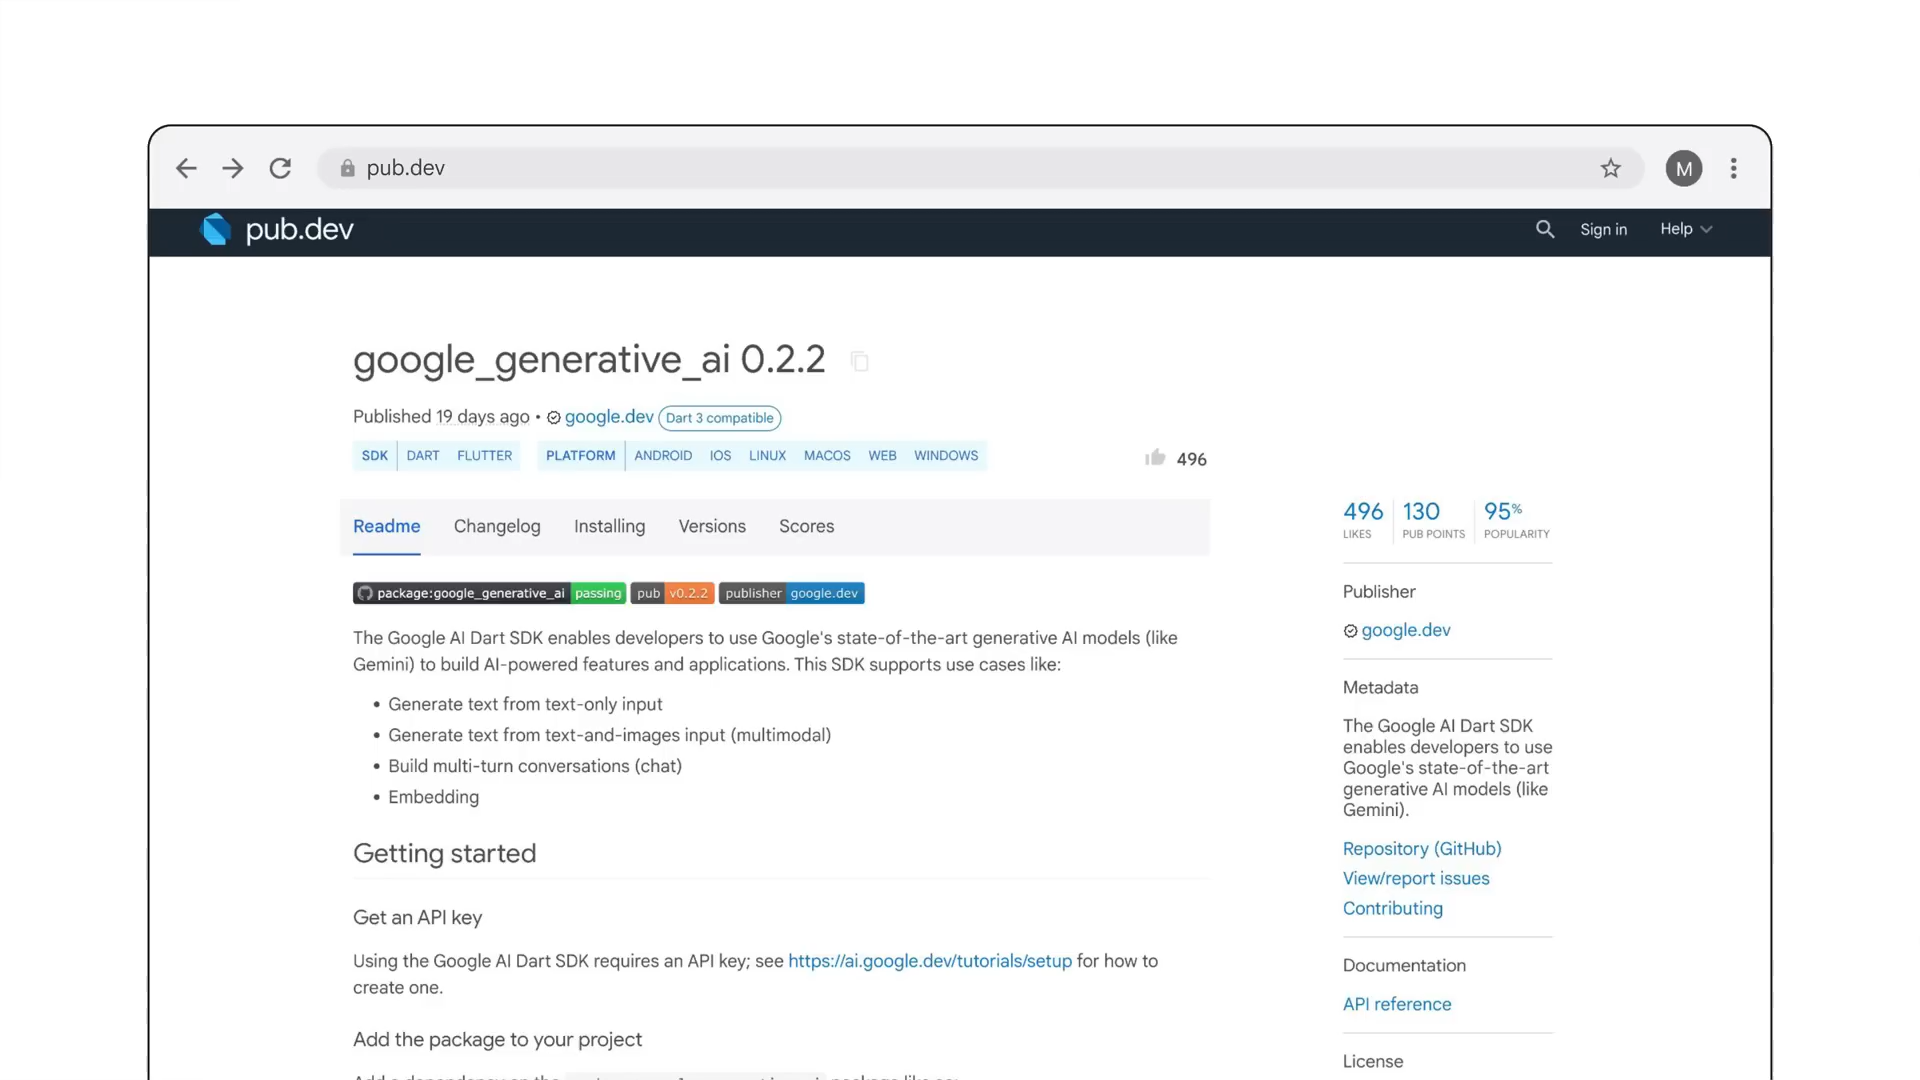 pub.dev
M
pub.dev
Sign in
Help
google_generative_ai 0.2.2
Published 19 days ago • google.dev Dart 3 compatible
SDK DART FLUTTER PLATFORM ANDROID IOS LINUX MACOS WEB WINDOWS
496
Readme Changelog Installing Versions Scores
package:google_generative_ai passing pub v0.2.2 publisher google.dev
The Google AI Dart SDK enables developers to use Google's state-of-the-art generative AI models (like
Gemini) to build AI-powered features and applications. This SDK supports use cases like:
• Generate text from text-only input
• Generate text from text-and-images input (multimodal)
• Build multi-turn conversations (chat)
• Embedding
Getting started
Get an API key
Using the Google AI Dart SDK requires an API key; see https://ai.google.dev/tutorials/setup for how to
create one.
Add the package to your project
496 130 95%
LIKES PUB POINTS POPULARITY
Publisher
google.dev
Metadata
The Google AI Dart SDK
enables developers to use
Google's state-of-the-art
generative AI models (like
Gemini).
Repository (GitHub)
View/report issues
Contributing
Documentation
API reference
License